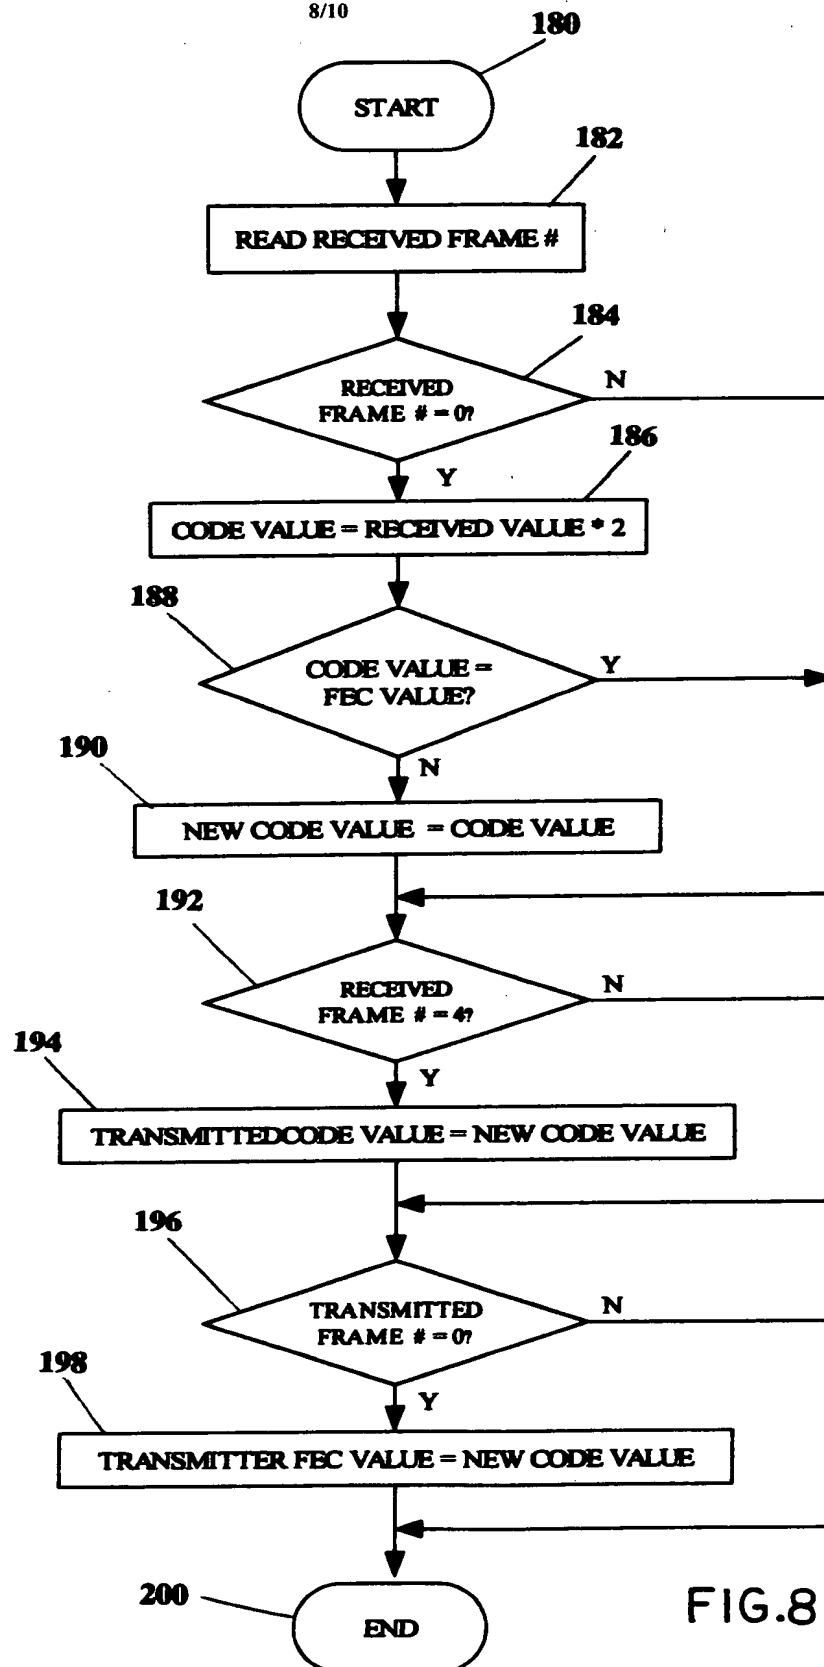 8/10
180
START
182
READ RECEIVED FRAME #
184
RECEIVED
FRAME # = 0?
N
Y
186
CODE VALUE = RECEIVED VALUE * 2
188
CODE VALUE =
FEC VALUE?
Y
N
190
NEW CODE VALUE = CODE VALUE
192
RECEIVED
FRAME # = 4?
N
Y
194
TRANSMITTEDCODE VALUE = NEW CODE VALUE
196
TRANSMITTED
FRAME # = 0?
N
Y
198
TRANSMITTER FEC VALUE = NEW CODE VALUE
200
END
FIG.8